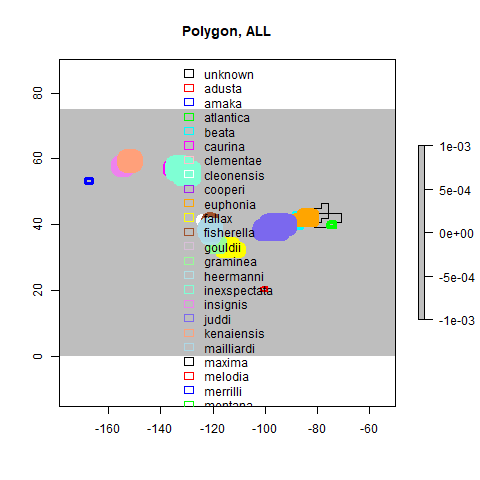 Polygon, ALL
unknown
adusta
amaka
atlantica
beata
caurina
clementae
cleonensis
cooperi
euphonia
fallax
fisherella
gouldii
graminea
heermanni
inexspectata
insignis
juddi
kenaiensis
mailliardi
maxima
melodia
merrilli
montana
80
60
40
20
0
-160
-140
-120
-100
-80
-60
1e-03
5e-04
0e+00
-5e-04
-1e-03